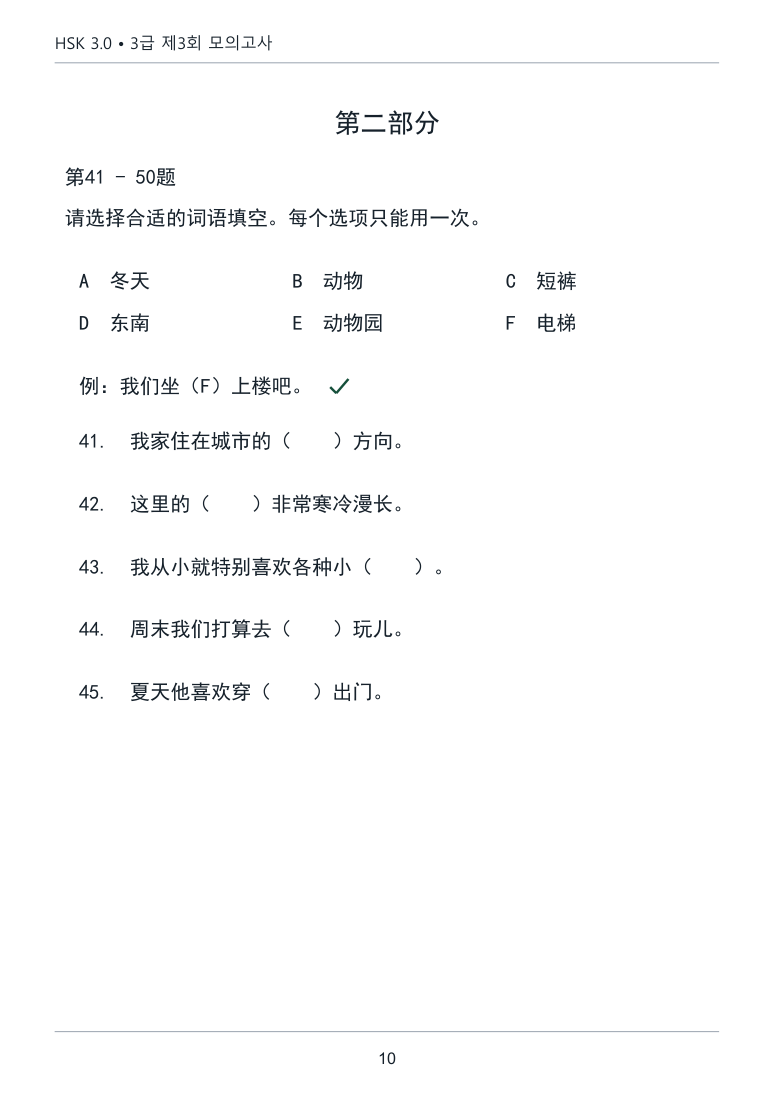 HSK 3.0 • 3급 제3회 모의고사
第二部分
第41 - 50题
请选择合适的词语填空。每个选项只能用一次。
A 冬天 B 动物 C 短裤
D 东南 E 动物园 F 电梯
例：我们坐（F）上楼吧。 ✓
41. 我家住在城市的（　　）方向。
42. 这里的（　　）非常寒冷漫长。
43. 我从小就特别喜欢各种小（　　）。
44. 周末我们打算去（　　）玩儿。
45. 夏天他喜欢穿（　　）出门。
10